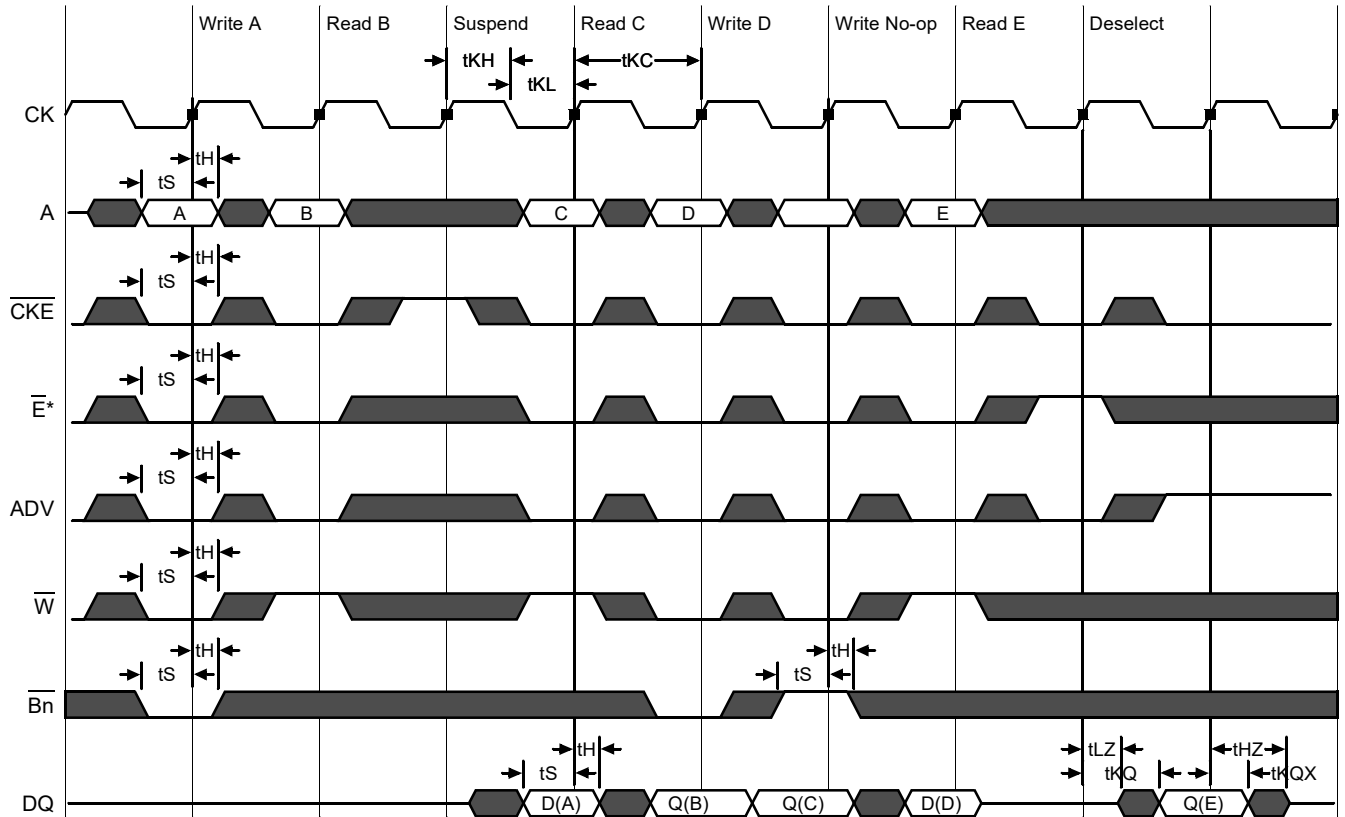 Write A Read B Suspend Read C Write D Write No-op Read E Deselect
tKH tKC
tKL
CK
tH
tS
A A B C D E
tH
tS
CKE
tH
tS
E*
tH
tS
ADV
tH
tS
W
tH tH
tS tS
Bn
tH tLZ tHZ
tS tKQ tKQX
DQ D(A) Q(B) Q(C) D(D) Q(E)